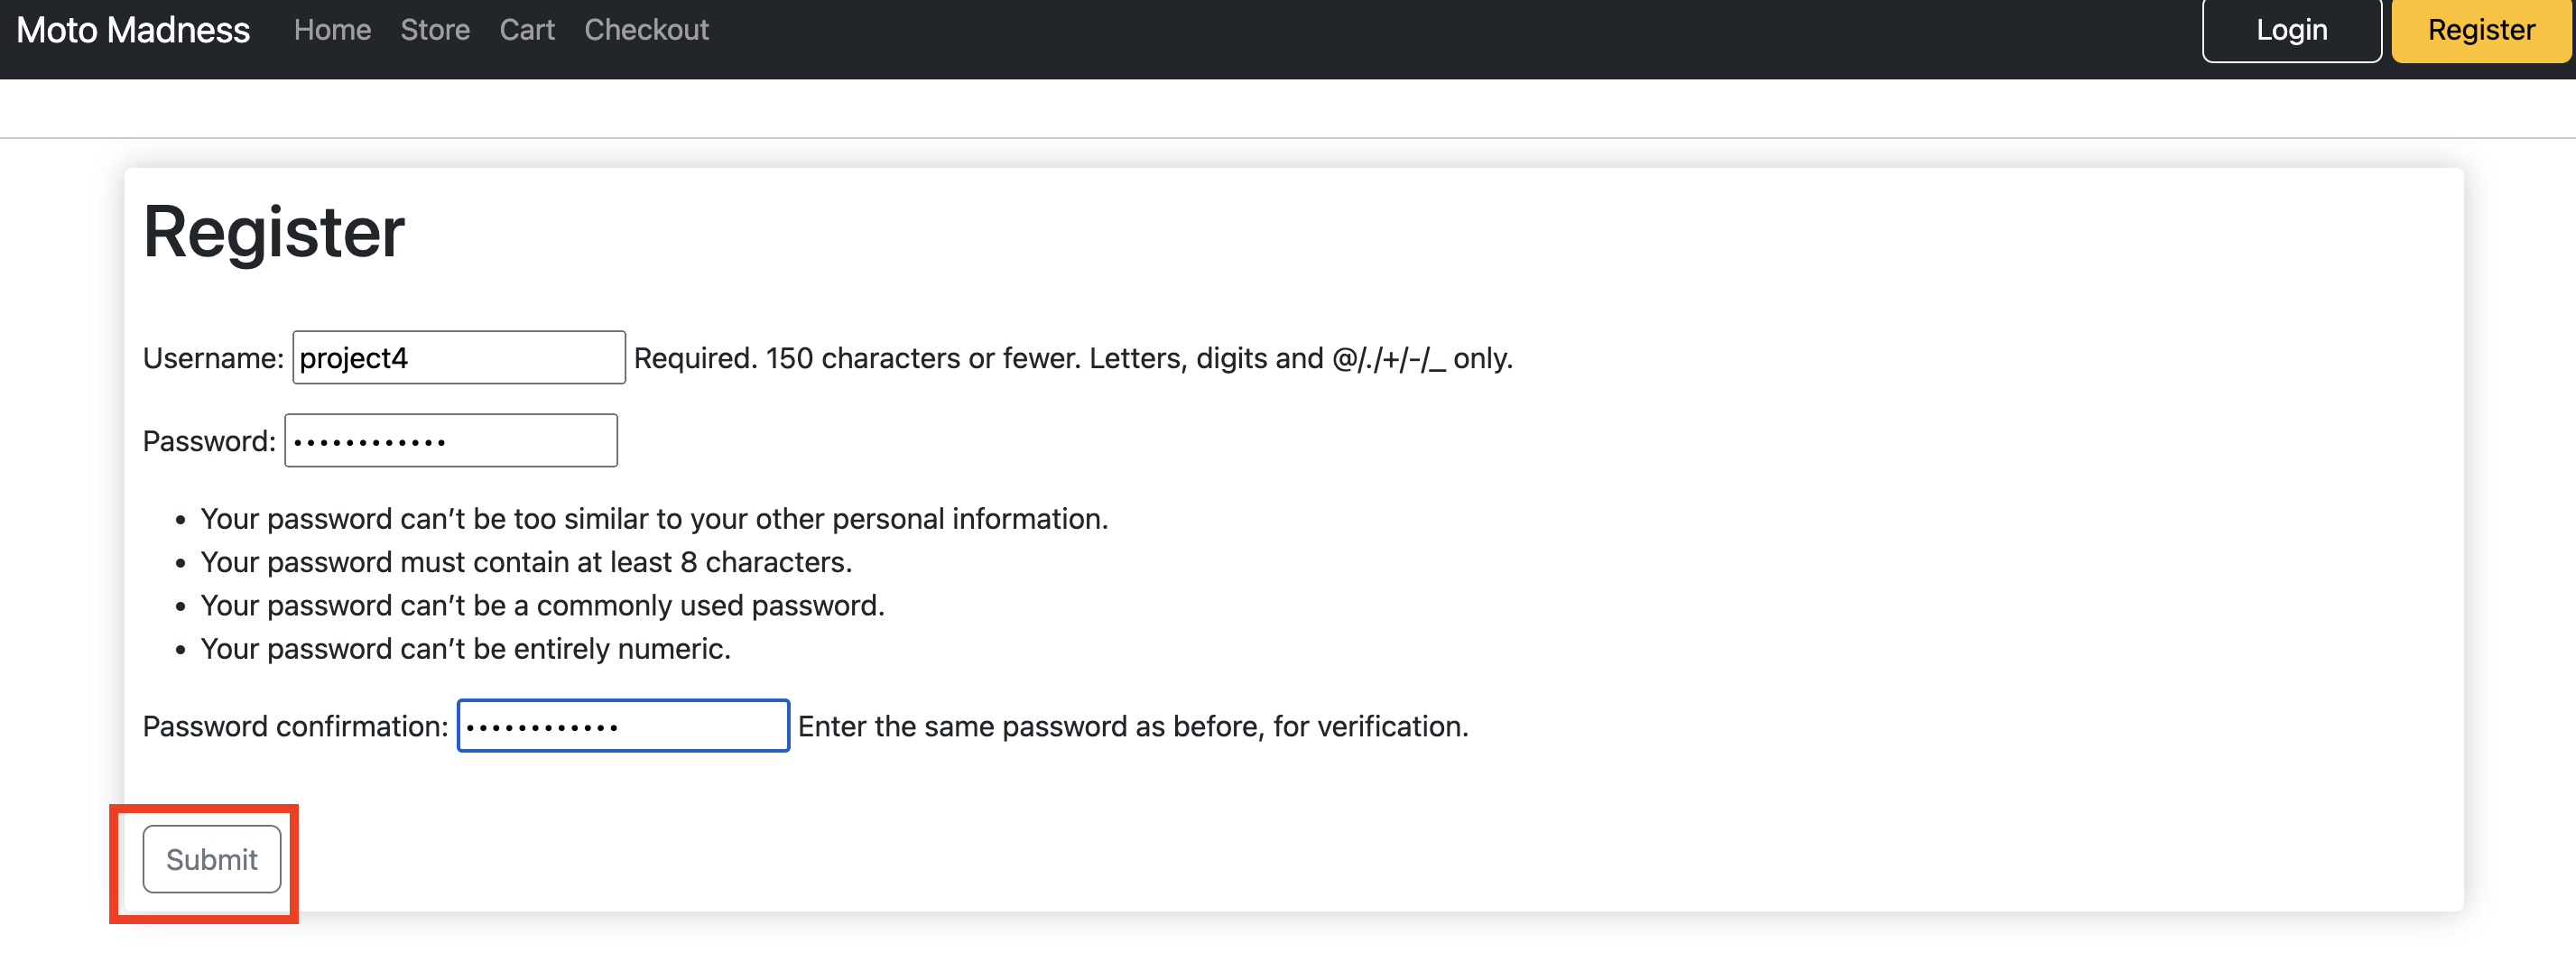 Moto Madness Home Store Cart Checkout Login Register
Register
Username: project4 Required. 150 characters or fewer. Letters, digits and @/./+/-/_ only.
Password: ••••••••••••
• Your password can’t be too similar to your other personal information.
• Your password must contain at least 8 characters.
• Your password can’t be a commonly used password.
• Your password can’t be entirely numeric.
Password confirmation: •••••••••••• Enter the same password as before, for verification.
Submit